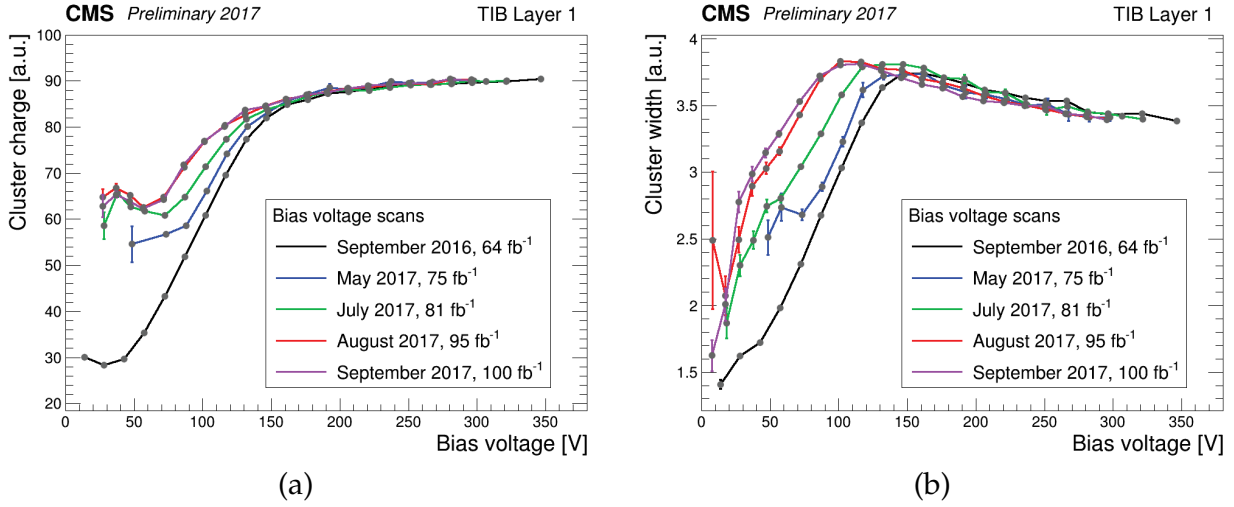 CMS Preliminary 2017 TIB Layer 1
Cluster charge [a.u.]
100
90
80
70
60
50
40
30
20
0 50 100 150 200 250 300 350
Bias voltage [V]
Bias voltage scans
September 2016, 64 fb-1
May 2017, 75 fb-1
July 2017, 81 fb-1
August 2017, 95 fb-1
September 2017, 100 fb-1
(a)
CMS Preliminary 2017 TIB Layer 1
Cluster width [a.u.]
4
3.5
3
2.5
2
1.5
0 50 100 150 200 250 300 350
Bias voltage [V]
Bias voltage scans
September 2016, 64 fb-1
May 2017, 75 fb-1
July 2017, 81 fb-1
August 2017, 95 fb-1
September 2017, 100 fb-1
(b)